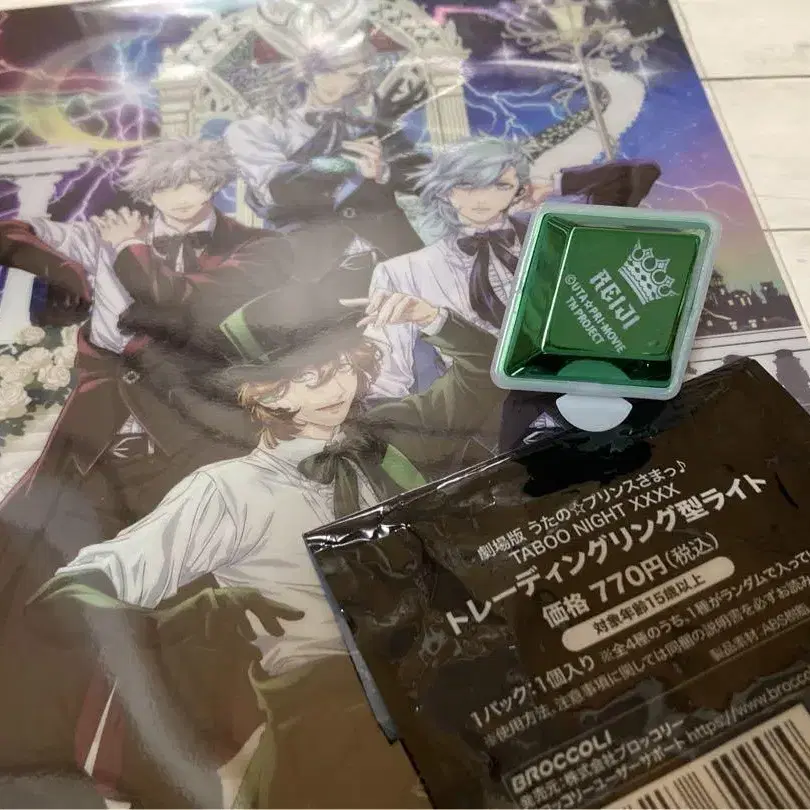 REIJI
©UTA☆PRI-MOVIE
TN PROJECT
劇場版 うたの☆プリンスさまっ♪
TABOO NIGHT XXXX
トレーディングリング型ライト
価格 770円(税込)
対象年齢15歳以上
1パック:1個入り ※全4種のうち、1種がランダムで入って
※使用方法、注意事項に関しては同梱の説明書を必ずお読み
製品素材:ABS樹脂
BROCCOLI
発売元:株式会社ブロッコリー
ブロッコリーユーザーサポート https://www.brocco